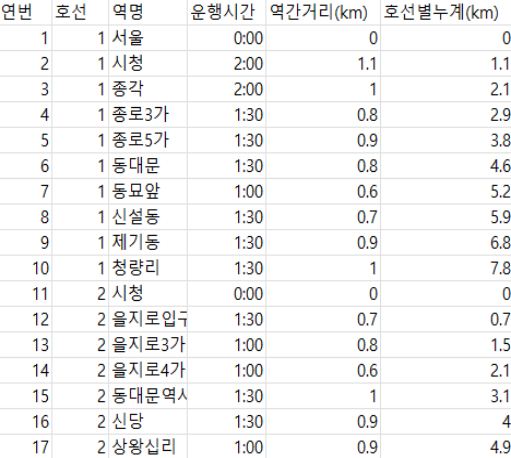 연번 호선 역명 운행시간 역간거리(km) 호선별누계(km)
1 1 서울 0:00 0 0
2 1 시청 2:00 1.1 1.1
3 1 종각 2:00 1 2.1
4 1 종로3가 1:30 0.8 2.9
5 1 종로5가 1:30 0.9 3.8
6 1 동대문 1:30 0.8 4.6
7 1 동묘앞 1:00 0.6 5.2
8 1 신설동 1:30 0.7 5.9
9 1 제기동 1:30 0.9 6.8
10 1 청량리 1:30 1 7.8
11 2 시청 0:00 0 0
12 2 을지로입구 1:30 0.7 0.7
13 2 을지로3가 1:00 0.8 1.5
14 2 을지로4가 1:00 0.6 2.1
15 2 동대문역사 1:30 1 3.1
16 2 신당 1:30 0.9 4
17 2 상왕십리 1:00 0.9 4.9